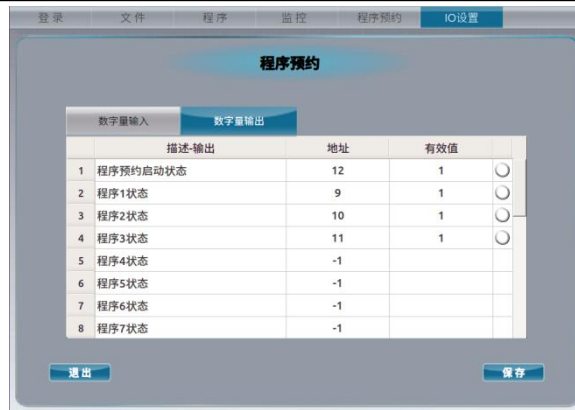 登录 文件 程序 监控 程序预约 IO设置
程序预约
数字量输入 数字量输出
描述-输出 地址 有效值
1 程序预约启动状态 12 1
2 程序1状态 9 1
3 程序2状态 10 1
4 程序3状态 11 1
5 程序4状态 -1
6 程序5状态 -1
7 程序6状态 -1
8 程序7状态 -1
退出 保存